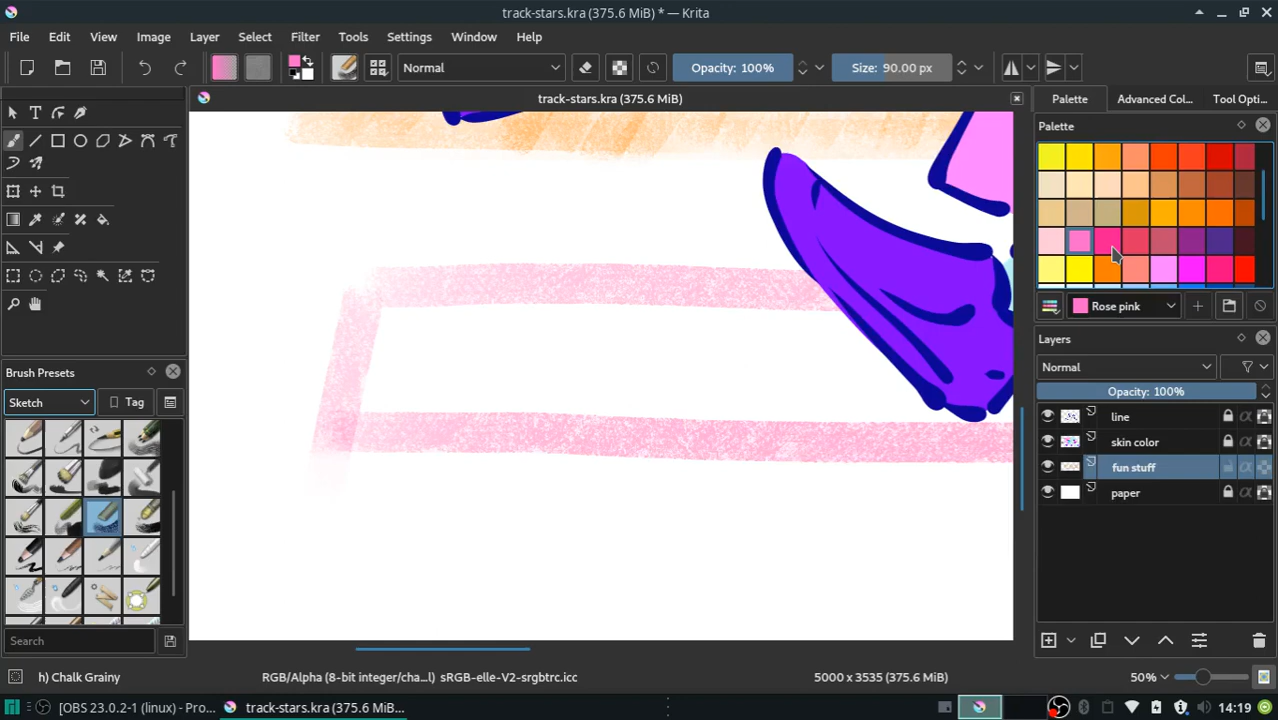 track-stars.kra (375.6 MiB) * — Krita
File Edit View Image Layer Select Filter Tools Settings Window Help
Normal Opacity: 100% Size: 90.00 px
track-stars.kra (375.6 MiB)
Palette Advanced Col... Tool Opti...
Palette
Rose pink
Layers
Normal
Opacity: 100%
line
skin color
fun stuff
paper
Brush Presets
Sketch Tag
Search
h) Chalk Grainy RGB/Alpha (8-bit integer/cha...l) sRGB-elle-V2-srgbtrc.icc 5000 x 3535 (375.6 MiB) 50%
[OBS 23.0.2-1 (linux) - Pro... track-stars.kra (375.6 MiB... 14:19